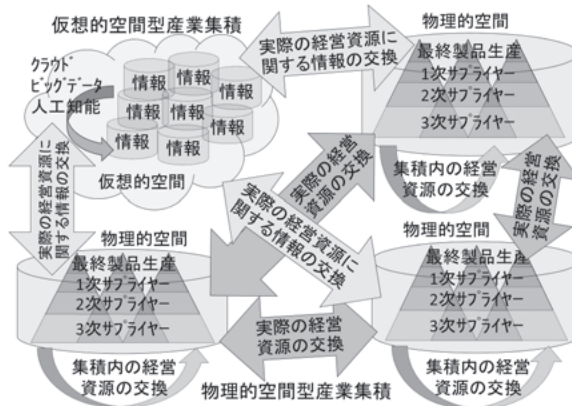 仮想的空間型産業集積
クラウド
ビッグデータ
人工知能
情報
情報
情報
情報
情報
情報
情報
情報
仮想的空間
実際の経営資源に
関する情報の交換
物理的空間
最終製品生産
1次サプライヤー
2次サプライヤー
3次サプライヤー
集積内の経営
資源の交換
実際の経営資源に
関する情報の交換
実際の経営
資源の交換
実際の経営資源に
関する情報の交換
実際の経営
資源の交換
物理的空間
最終製品生産
1次サプライヤー
2次サプライヤー
3次サプライヤー
集積内の経営
資源の交換
実際の経営
資源の交換
物理的空間
最終製品生産
1次サプライヤー
2次サプライヤー
3次サプライヤー
集積内の経営
資源の交換
物理的空間型産業集積